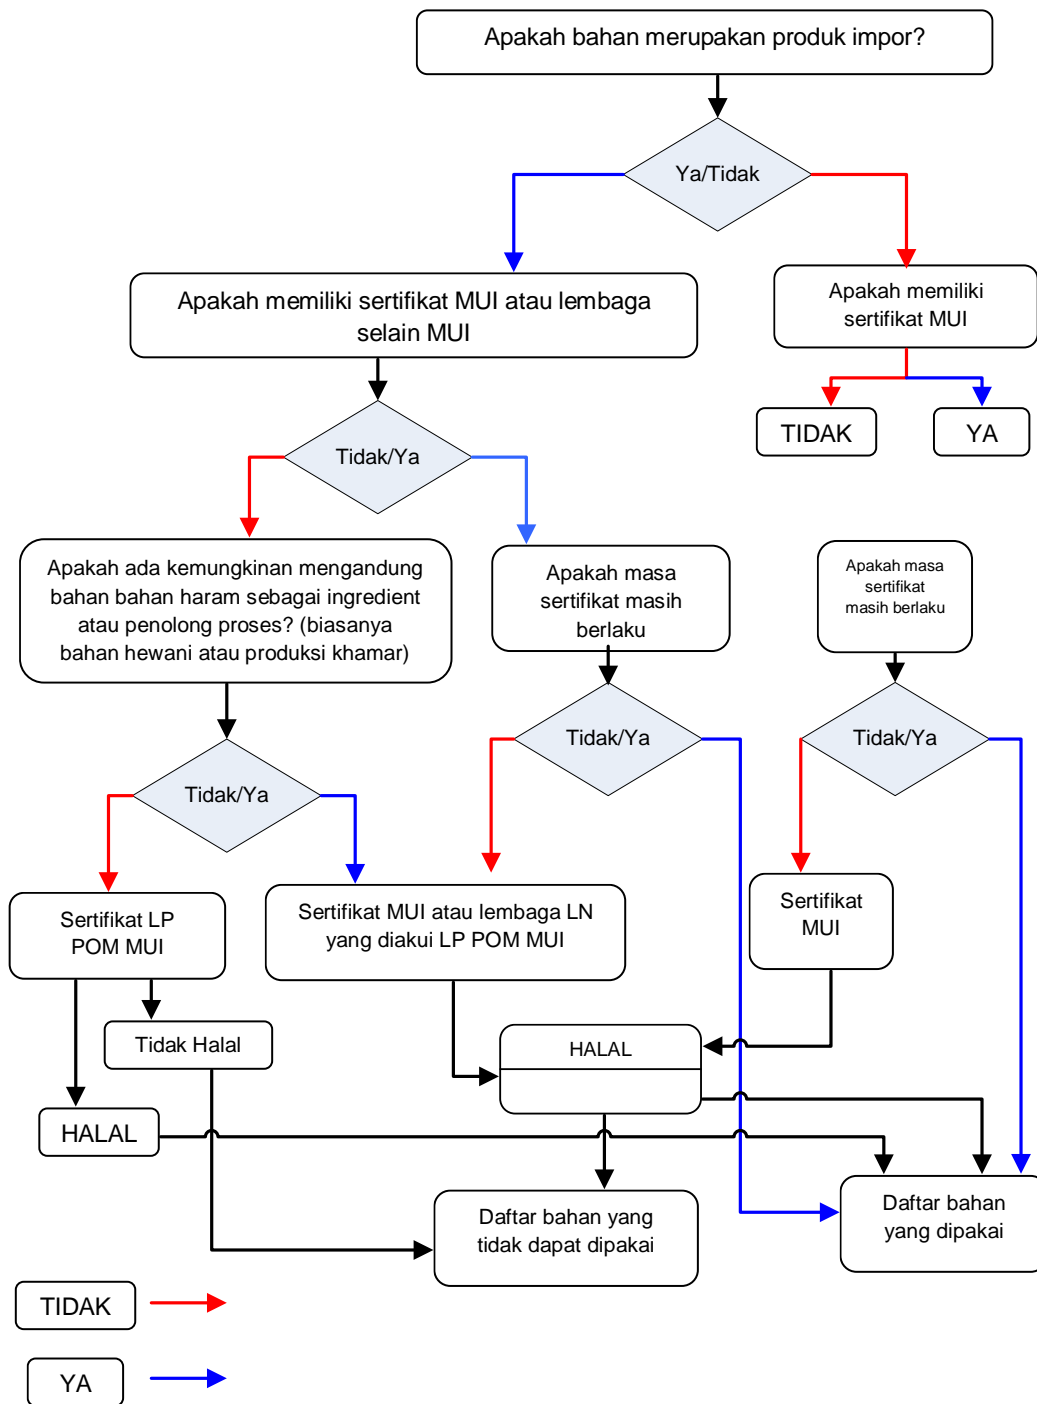 Apakah bahan merupakan produk impor?
Ya/Tidak
Apakah memiliki sertifikat MUI atau lembaga
selain MUI
Apakah memiliki
sertifikat MUI
TIDAK
YA
Tidak/Ya
Apakah ada kemungkinan mengandung
bahan bahan haram sebagai ingredient
atau penolong proses? (biasanya
bahan hewani atau produksi khamar)
Apakah masa
sertifikat masih
berlaku
Apakah masa
sertifikat
masih berlaku
Tidak/Ya
Tidak/Ya
Tidak/Ya
Sertifikat LP
POM MUI
Sertifikat MUI atau lembaga LN
yang diakui LP POM MUI
Sertifikat
MUI
Tidak Halal
HALAL
HALAL
Daftar bahan yang
tidak dapat dipakai
Daftar bahan
yang dipakai
TIDAK
YA